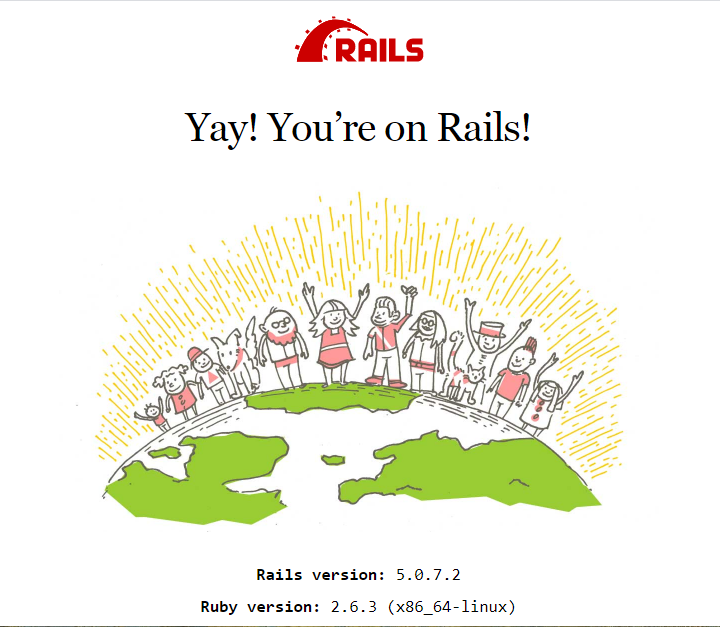 RAILS
Yay! You’re on Rails!
Rails version: 5.0.7.2
Ruby version: 2.6.3 (x86_64-linux)